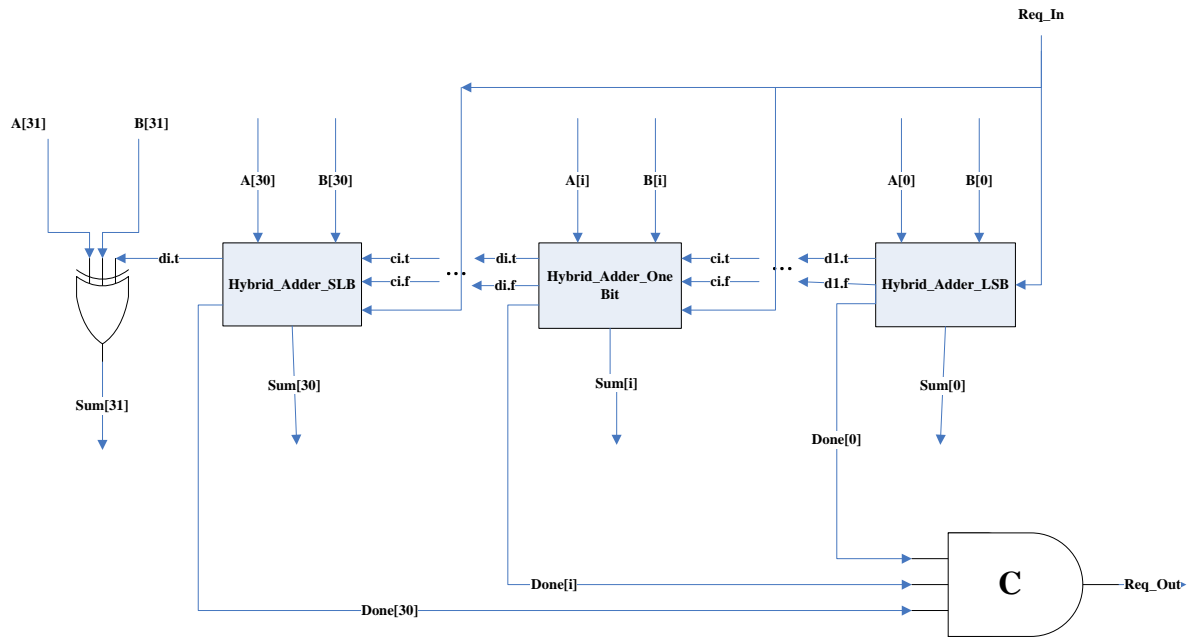 Req_In
A[31]
B[31]
A[30]
B[30]
A[i]
B[i]
A[0]
B[0]
di.t
Hybrid_Adder_SLB
ci.t
ci.f
...
di.t
di.f
Hybrid_Adder_One
Bit
ci.t
ci.f
...
d1.t
d1.f
Hybrid_Adder_LSB
Sum[31]
Sum[30]
Sum[i]
Sum[0]
Done[0]
Done[i]
Done[30]
C
Req_Out